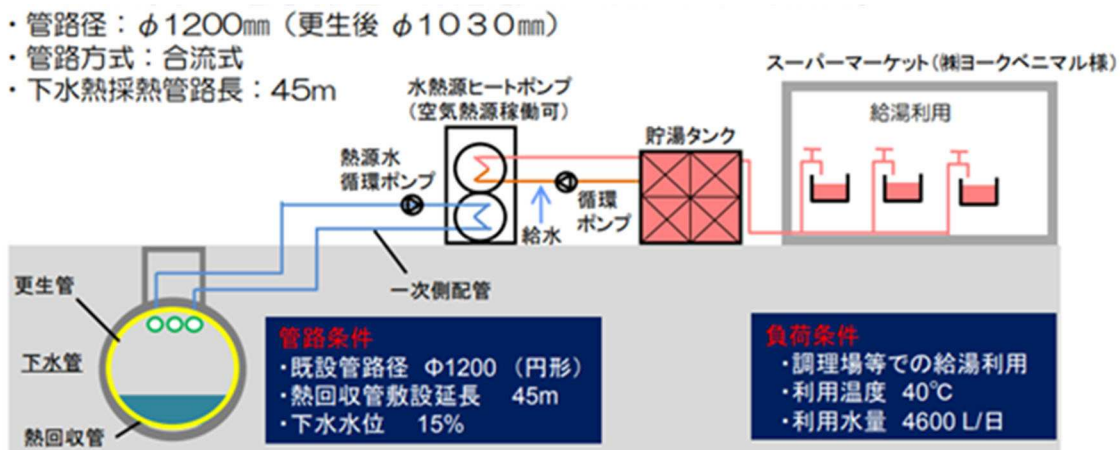 ・管路径：φ1200㎜（更生後 φ1030㎜）
・管路方式：合流式
・下水熱採熱管路長：45m
水熱源ヒートポンプ
（空気熱源稼働可）
スーパーマーケット（㈱ヨークベニマル様）
給湯利用
貯湯タンク
熱源水
循環ポンプ
循環
ポンプ
給水
一次側配管
更生管
下水管
熱回収管
管路条件
・既設管路径 Φ1200 （円形）
・熱回収管敷設延長 45m
・下水水位 15%
負荷条件
・調理場等での給湯利用
・利用温度 40℃
・利用水量 4600 L/日